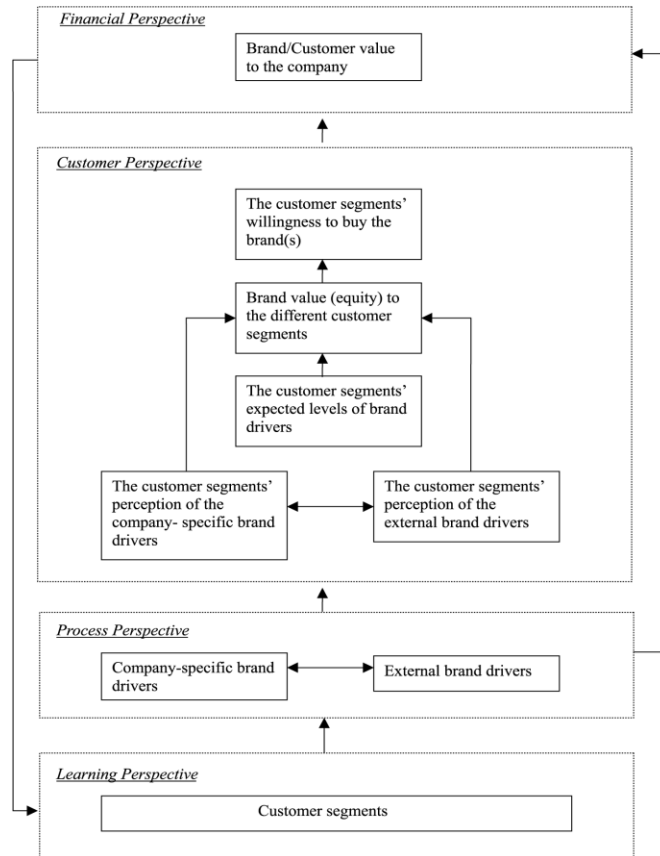 Financial Perspective
Brand/Customer value
to the company
Customer Perspective
The customer segments’
willingness to buy the
brand(s)
Brand value (equity) to
the different customer
segments
The customer segments’
expected levels of brand
drivers
The customer segments’
perception of the
company- specific brand
drivers
The customer segments’
perception of the
external brand drivers
Process Perspective
Company-specific brand
drivers
External brand drivers
Learning Perspective
Customer segments